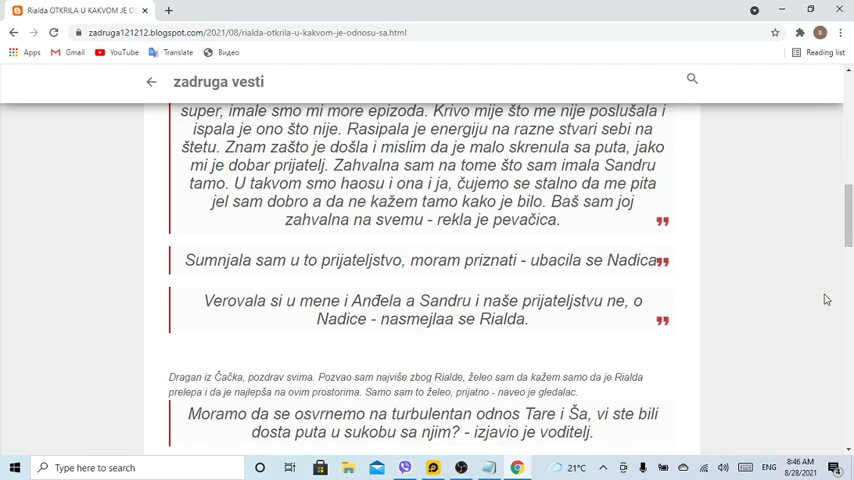 Rialda OTKRILA U KAKVOM JE O
zadruga121212.blogspot.com/2021/08/rialda-otkrila-u-kakvom-je-odnosu-sa.html
Apps Gmail YouTube Translate Видео Reading list
zadruga vesti
super, imale smo mi more epizoda. Krivo mije što me nije poslušala i
ispala je ono što nije. Rasipala je energiju na razne stvari sebi na
štetu. Znam zašto je došla i mislim da je malo skrenula sa puta, jako
mi je dobar prijatelj. Zahvalna sam na tome što sam imala Sandru
tamo. U takvom smo haosu i ona i ja, čujemo se stalno da me pita
jel sam dobro a da ne kažem tamo kako je bilo. Baš sam joj
zahvalna na svemu - rekla je pevačica.
Sumnjala sam u to prijateljstvo, moram priznati - ubacila se Nadica.
Verovala si u mene i Anđela a Sandru i naše prijateljstvu ne, o
Nadice - nasmejlaa se Rialda.
Dragan iz Čačka, pozdrav svima. Pozvao sam najviše zbog Rialde, želeo sam da kažem samo da je Rialda
prelepa i da je najlepša na ovim prostorima. Samo sam to želeo, prijatno - naveo je gledalac.
Moramo da se osvrnemo na turbulentan odnos Tare i Ša, vi ste bili
dosta puta u sukobu sa njim? - izjavio je voditelj.
Type here to search
21°C
ENG
8:46 AM
8/28/2021
4